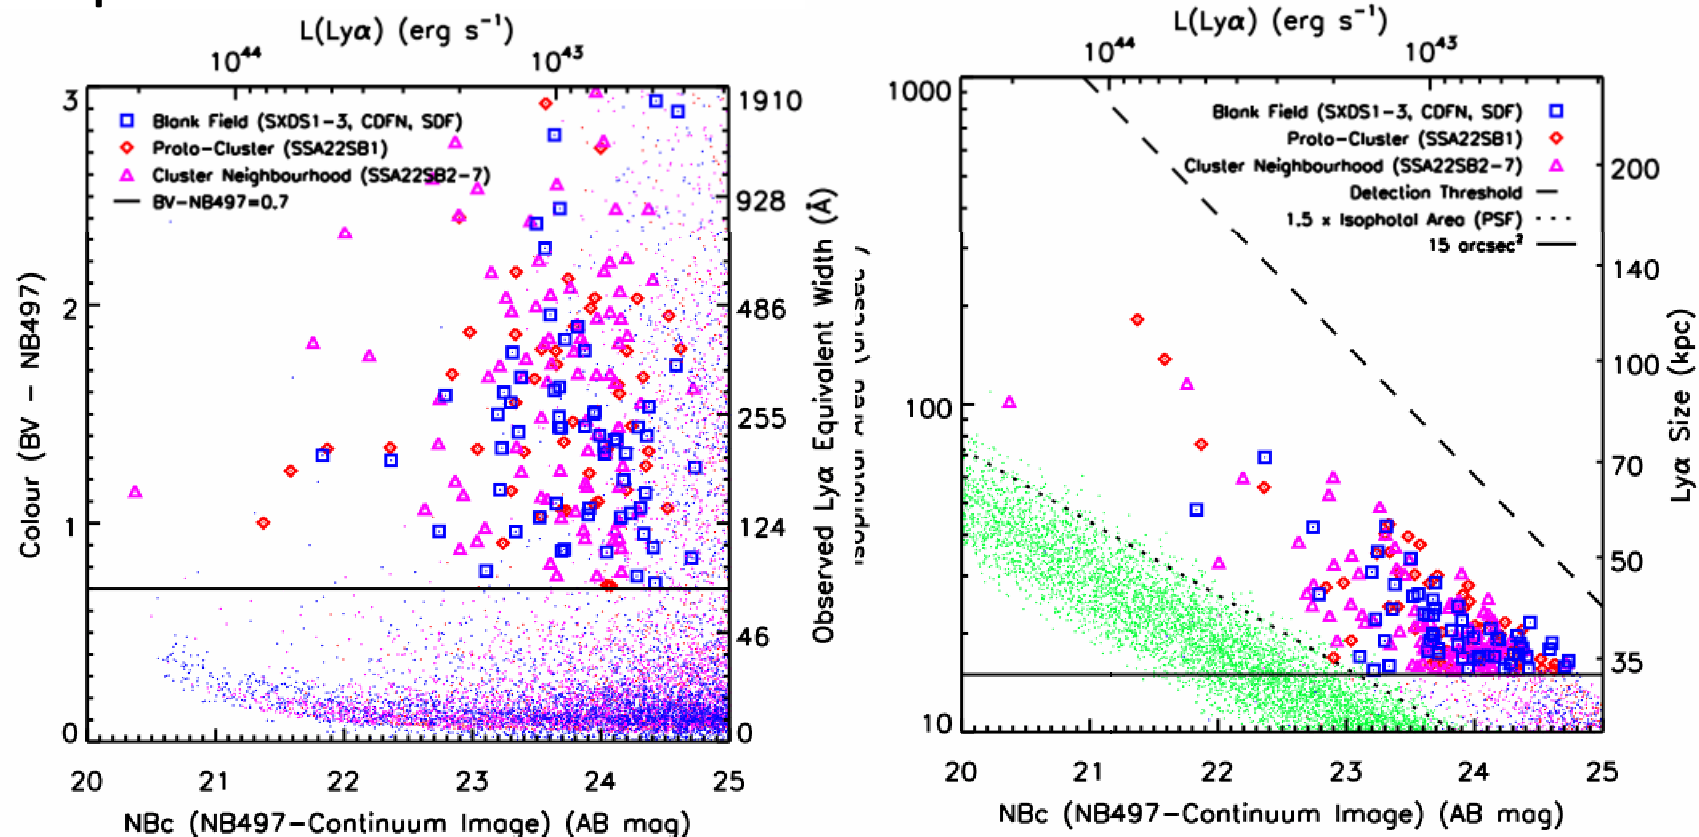 L(Lyα) (erg s⁻¹)
10⁴⁴ 10⁴³
3
2
1
0
Colour (BV − NB497)
Blank Field (SXDS1−3, CDFN, SDF)
Proto−Cluster (SSA22SB1)
Cluster Neighbourhood (SSA22SB2−7)
BV−NB497=0.7
1910
928
486
255
124
46
0
Observed Lyα Equivalent Width (Å)
20 21 22 23 24 25
NBc (NB497−Continuum Image) (AB mag)
L(Lyα) (erg s⁻¹)
10⁴⁴ 10⁴³
1000
100
10
Blank Field (SXDS1−3, CDFN, SDF)
Proto−Cluster (SSA22SB1)
Cluster Neighbourhood (SSA22SB2−7)
Detection Threshold
1.5 x Isophotal Area (PSF)
15 arcsec²
200
140
100
70
50
35
Lyα Size (kpc)
20 21 22 23 24 25
NBc (NB497−Continuum Image) (AB mag)